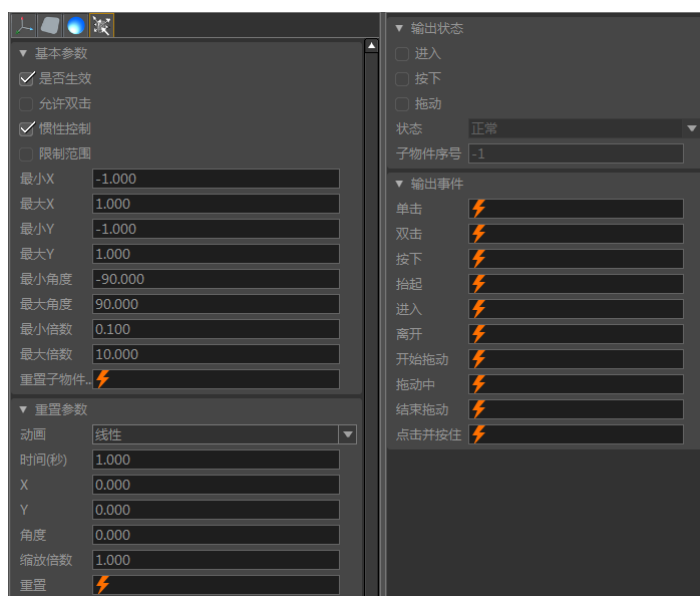 基本参数
是否生效
允许双击
惯性控制
限制范围
最小X -1.000
最大X 1.000
最小Y -1.000
最大Y 1.000
最小角度 -90.000
最大角度 90.000
最小倍数 0.100
最大倍数 10.000
重置子物件..
重置参数
动画 线性
时间(秒) 1.000
X 0.000
Y 0.000
角度 0.000
缩放倍数 1.000
重置
输出状态
进入
按下
拖动
状态 正常
子物件序号 -1
输出事件
单击
双击
按下
抬起
进入
离开
开始拖动
拖动中
结束拖动
点击并按住